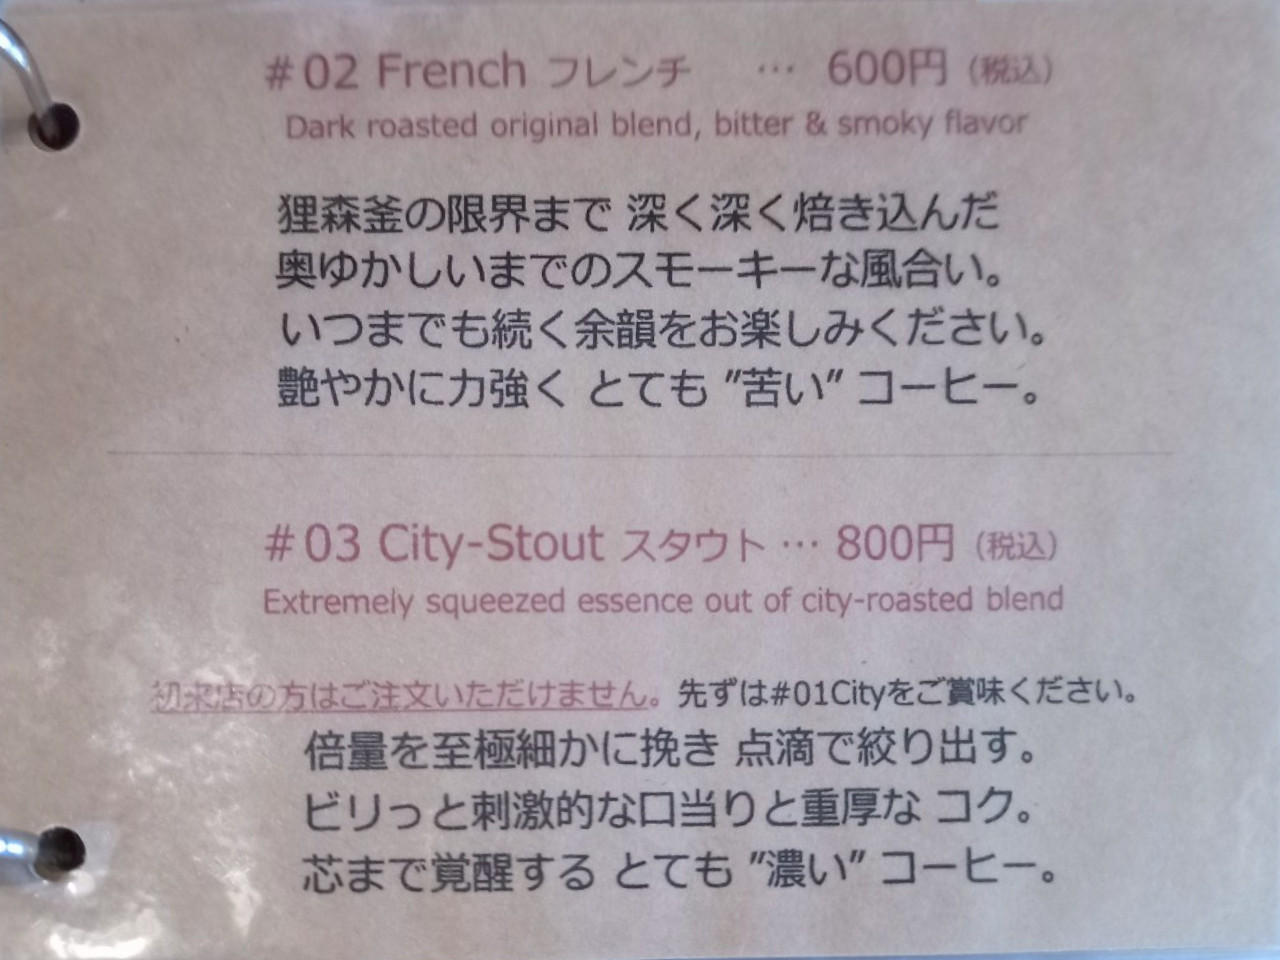 #02 French フレンチ … 600円（税込）
Dark roasted original blend, bitter & smoky flavor
狸森釜の限界まで 深く深く焙き込んだ
奥ゆかしいまでのスモーキーな風合い。
いつまでも続く余韻をお楽しみください。
艶やかに力強く とても ″苦い″ コーヒー。
#03 City-Stout スタウト … 800円（税込）
Extremely squeezed essence out of city-roasted blend
初来店の方はご注文いただけません。先ずは#01Cityをご賞味ください。
倍量を至極細かに挽き 点滴で絞り出す。
ビリっと刺激的な口当りと重厚な コク。
芯まで覚醒する とても ″濃い″ コーヒー。